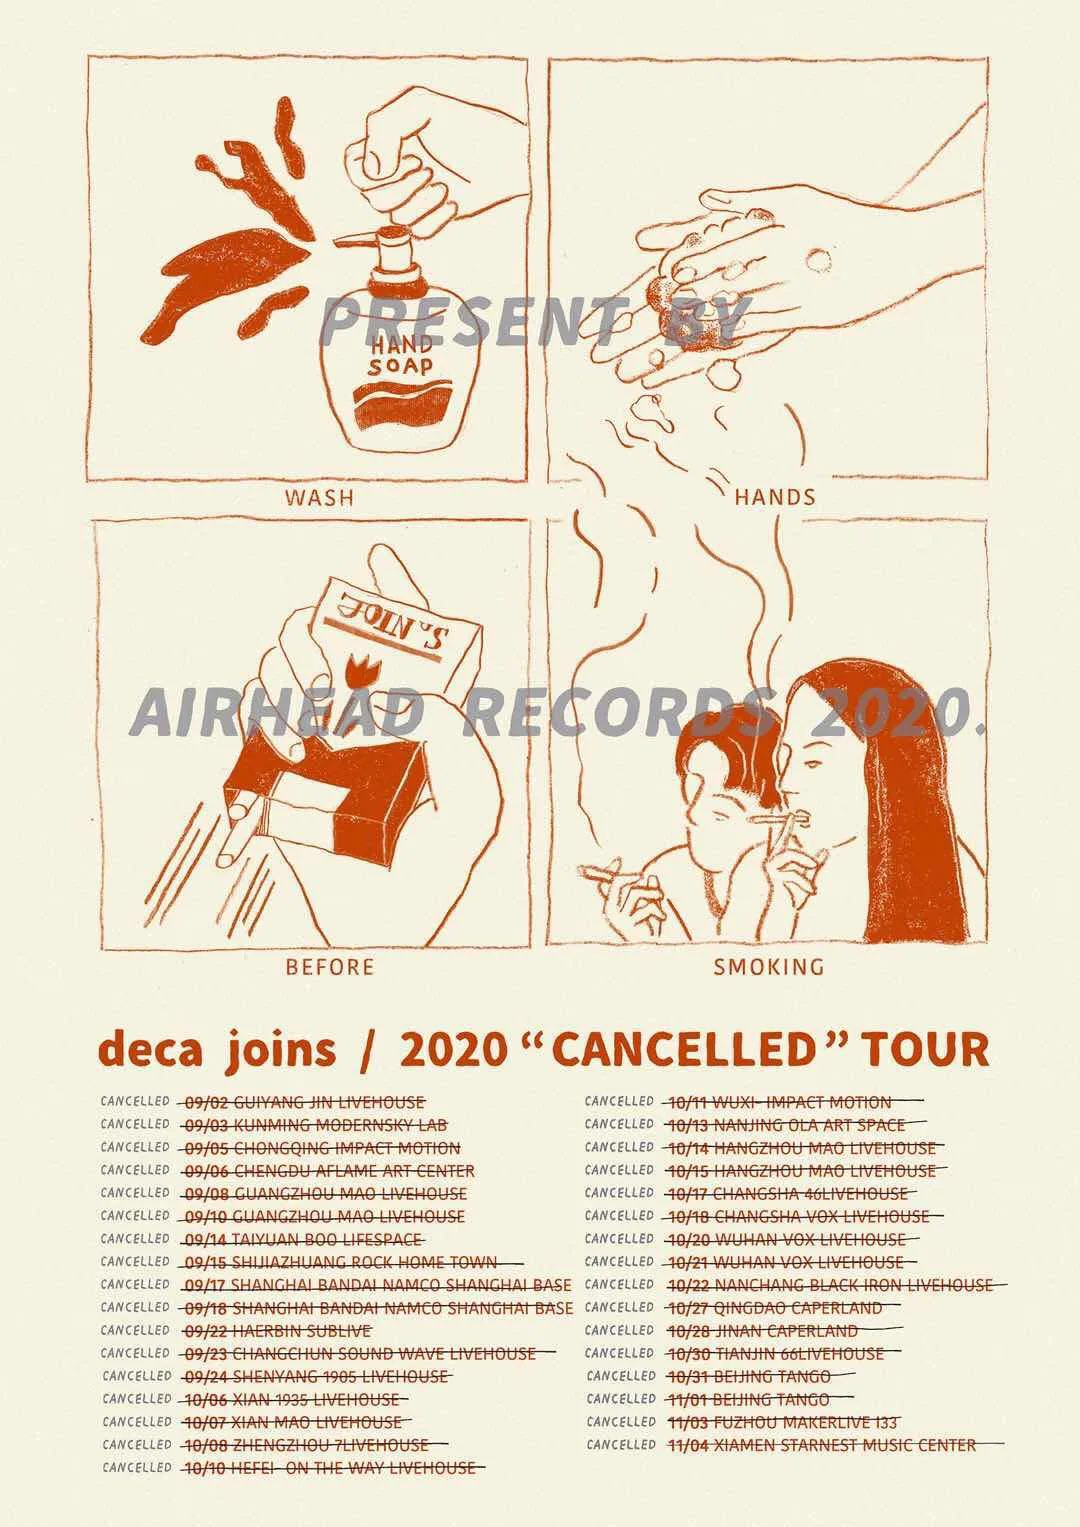 PRESENT BY
HAND
SOAP
WASH
HANDS
AIRHEAD RECORDS 2020.
BEFORE
SMOKING
deca joins / 2020 “CANCELLED” TOUR
CANCELLED 09/02 GUIYANG JIN LIVEHOUSE
CANCELLED 09/03 KUNMING MODERNSKY LAB
CANCELLED 09/05 CHONGQING IMPACT MOTION
CANCELLED 09/06 CHENGDU AFLAME ART CENTER
CANCELLED 09/08 GUANGZHOU MAO LIVEHOUSE
CANCELLED 09/10 GUANGZHOU MAO LIVEHOUSE
CANCELLED 09/14 TAIYUAN BOO LIFESPACE
CANCELLED 09/15 SHIJIAZHUANG ROCK HOME TOWN
CANCELLED 09/17 SHANGHAI BANDAI NAMCO SHANGHAI BASE
CANCELLED 09/18 SHANGHAI BANDAI NAMCO SHANGHAI BASE
CANCELLED 09/22 HAERBIN SUBLIVE
CANCELLED 09/23 CHANGCHUN SOUND WAVE LIVEHOUSE
CANCELLED 09/24 SHENYANG 1905 LIVEHOUSE
CANCELLED 10/06 XIAN 1935 LIVEHOUSE
CANCELLED 10/07 XIAN MAO LIVEHOUSE
CANCELLED 10/08 ZHENGZHOU 7LIVEHOUSE
CANCELLED 10/10 HEFEI- ON THE WAY LIVEHOUSE
CANCELLED 10/11 WUXI- IMPACT MOTION
CANCELLED 10/13 NANJING OLA ART SPACE
CANCELLED 10/14 HANGZHOU MAO LIVEHOUSE
CANCELLED 10/15 HANGZHOU MAO LIVEHOUSE
CANCELLED 10/17 CHANGSHA 46LIVEHOUSE
CANCELLED 10/18 CHANGSHA VOX LIVEHOUSE
CANCELLED 10/20 WUHAN VOX LIVEHOUSE
CANCELLED 10/21 WUHAN VOX LIVEHOUSE
CANCELLED 10/22 NANCHANG BLACK IRON LIVEHOUSE
CANCELLED 10/27 QINGDAO CAPERLAND
CANCELLED 10/28 JINAN CAPERLAND
CANCELLED 10/30 TIANJIN 66LIVEHOUSE
CANCELLED 10/31 BEIJING TANGO
CANCELLED 11/01 BEIJING TANGO
CANCELLED 11/03 FUZHOU MAKERLIVE I33
CANCELLED 11/04 XIAMEN STARNEST MUSIC CENTER